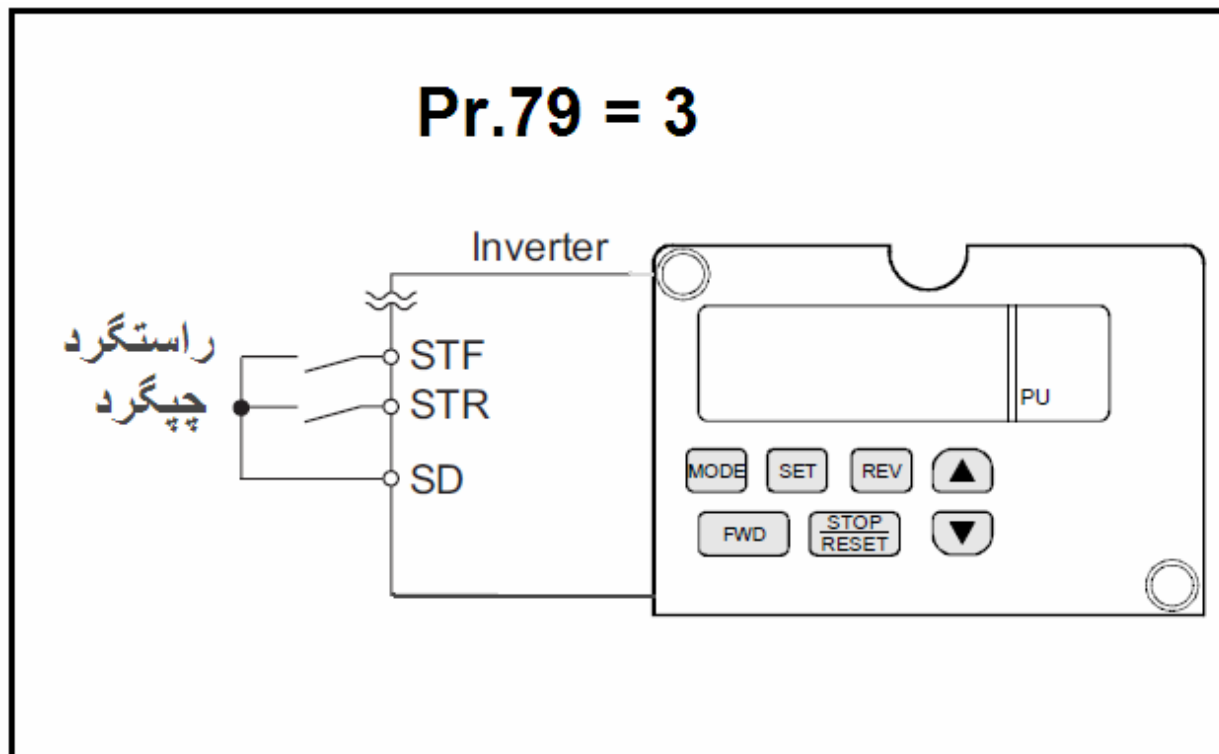 Pr.79 = 3
Inverter
راستگرد
STF
چپگرد
STR
SD
PU
MODE
SET
REV
FWD
STOP
RESET